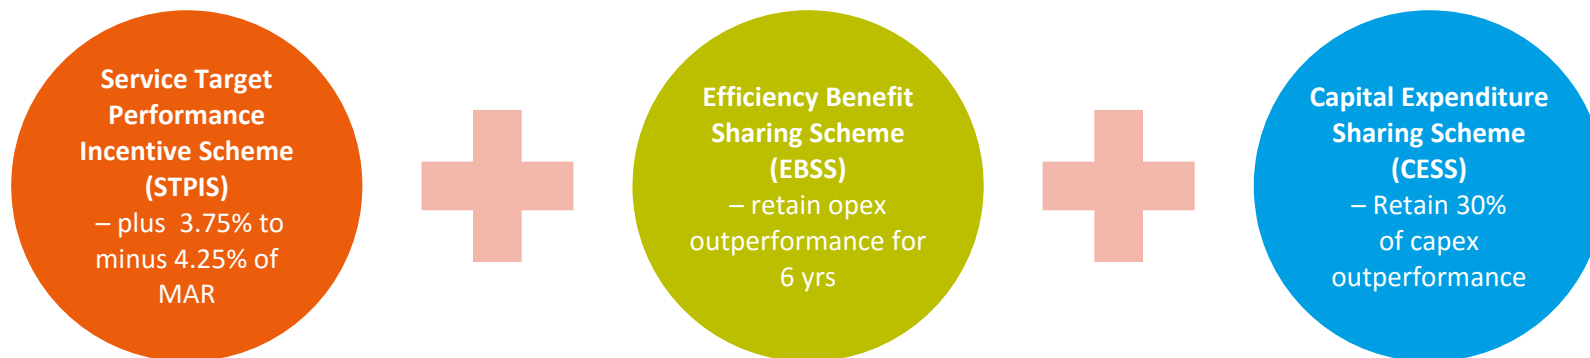 Service Target
Performance
Incentive Scheme
(STPIS)
– plus  3.75% to
minus 4.25% of
MAR
Efficiency Benefit
Sharing Scheme
(EBSS)
– retain opex
outperformance for
6 yrs
Capital Expenditure
Sharing Scheme
(CESS)
– Retain 30%
of capex
outperformance